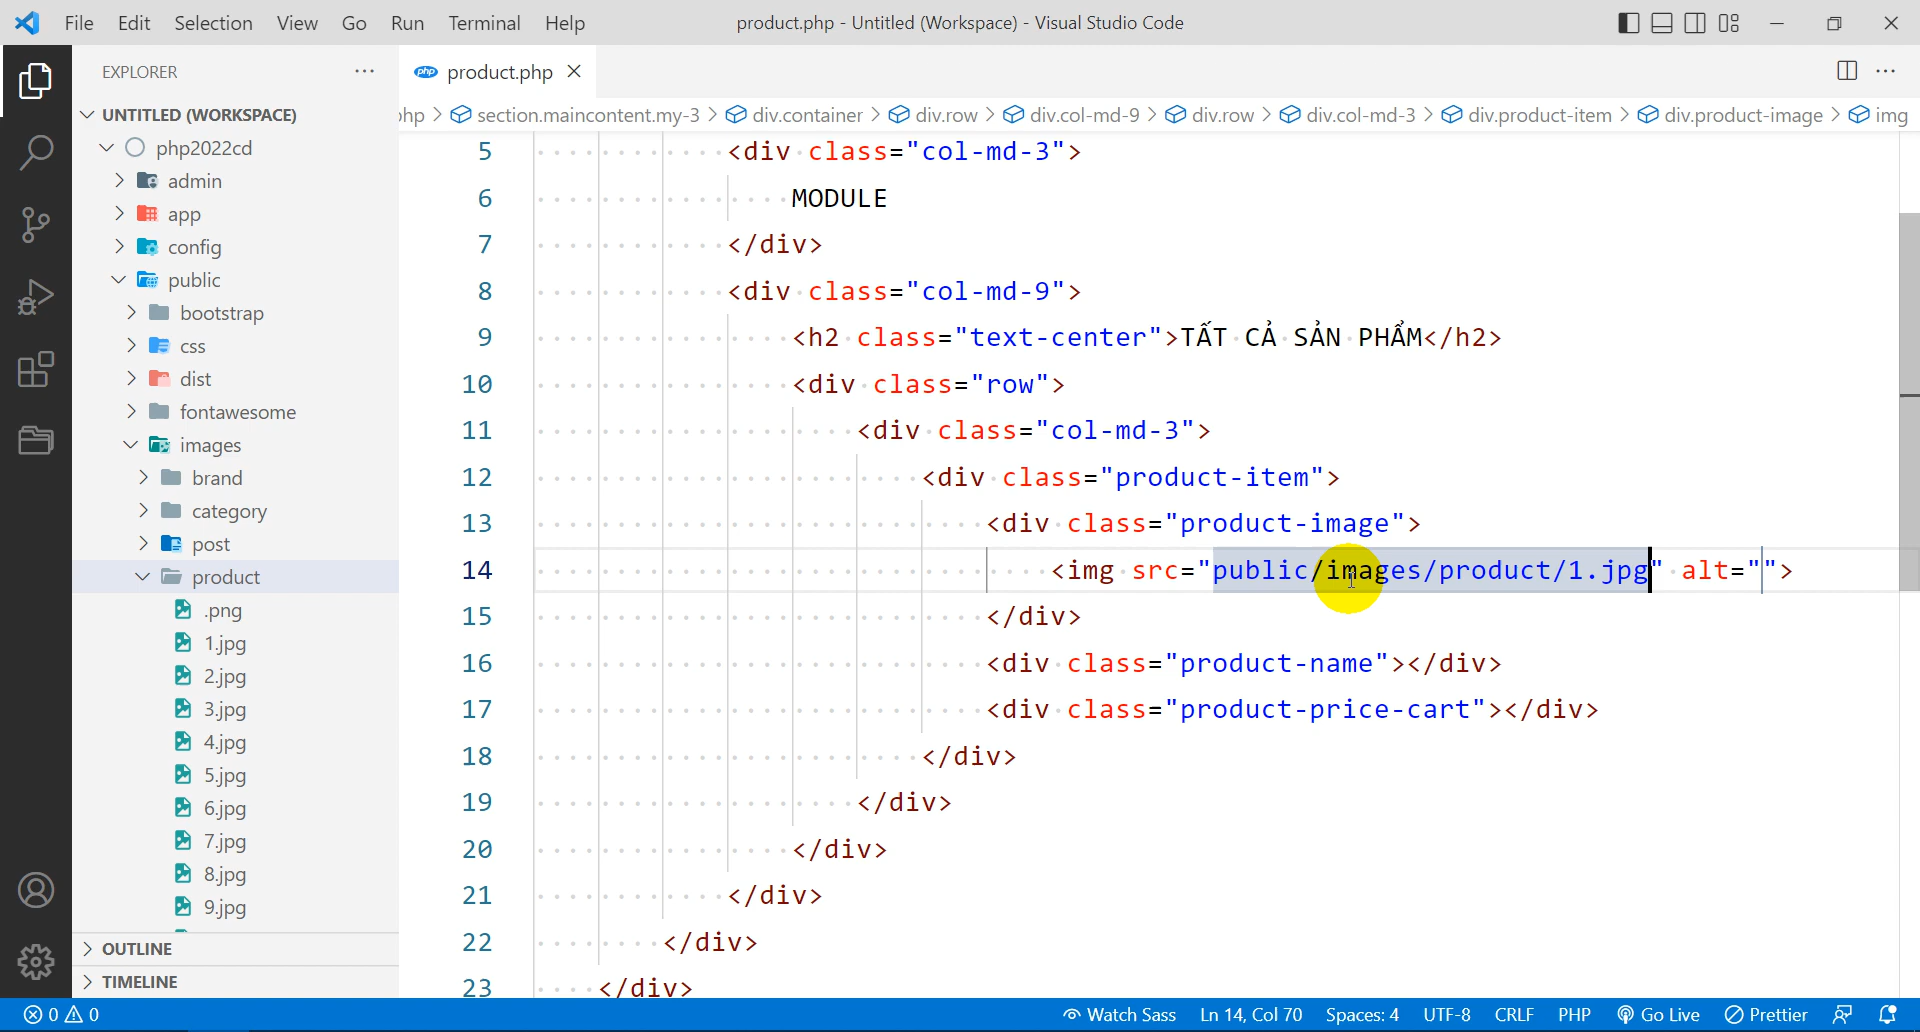 File Edit Selection View Go Run Terminal Help product.php - Untitled (Workspace) - Visual Studio Code
EXPLORER
php product.php
UNTITLED (WORKSPACE)
hp > section.maincontent.my-3 > div.container > div.row > div.col-md-9 > div.row > div.col-md-3 > div.product-item > div.product-image > img
php2022cd
admin
app
config
public
bootstrap
css
dist
fontawesome
images
brand
category
post
product
.png
1.jpg
2.jpg
3.jpg
4.jpg
5.jpg
6.jpg
7.jpg
8.jpg
9.jpg
OUTLINE
TIMELINE
5 <div class="col-md-3">
6 MODULE
7 </div>
8 <div class="col-md-9">
9 <h2 class="text-center">TẤT CẢ SẢN PHẨM</h2>
10 <div class="row">
11 <div class="col-md-3">
12 <div class="product-item">
13 <div class="product-image">
14 <img src="public/images/product/1.jpg" alt="">
15 </div>
16 <div class="product-name"></div>
17 <div class="product-price-cart"></div>
18 </div>
19 </div>
20 </div>
21 </div>
22 </div>
23 </div>
0 0 Watch Sass Ln 14, Col 70 Spaces: 4 UTF-8 CRLF PHP Go Live Prettier